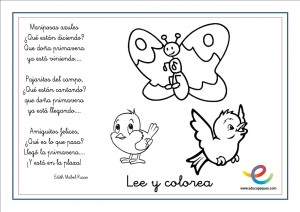 Mariposas azules
¿Qué están diciendo?
Que doña primavera
ya está viniendo...
Pajaritos del campo,
¿Qué están cantando?
que doña primavera
ya está llegando...
Amiguitos felices,
¿Qué es lo que pasa?
Llegó la primavera...
¡Y está en la plaza!
Edith Mabel Russo
Lee y colorea
www.educapeques.com